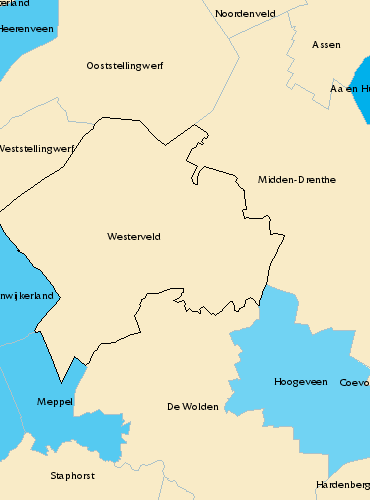 erland
Heerenveen
Noordenveld
Assen
Ooststellingwerf
Aa en Hu
Weststellingwerf
Midden-Drenthe
Westerveld
nwijkerland
Hoogeveen
Coevo
Meppel
De Wolden
Staphorst
Hardenberg